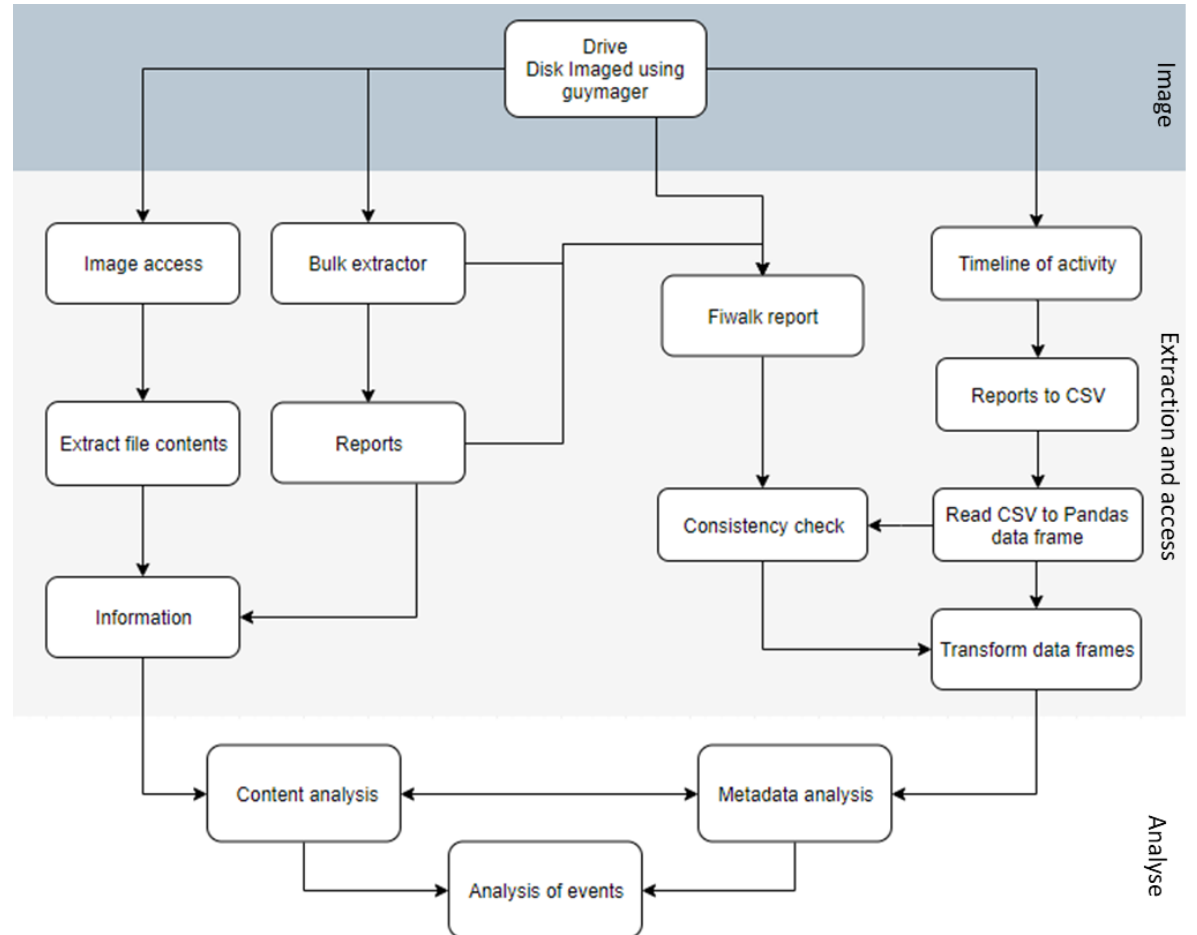 Drive
Disk Imaged using
guymager
Image
Image access
Bulk extractor
Timeline of activity
Fiwalk report
Extraction and access
Reports to CSV
Extract file contents
Reports
Consistency check
Read CSV to Pandas
data frame
Information
Transform data frames
Content analysis
Metadata analysis
Analyse
Analysis of events